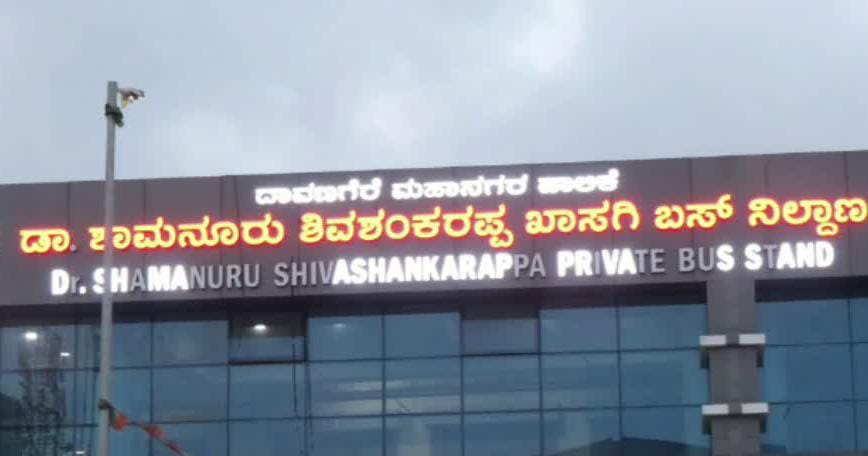 ದಾವಣಗೆರೆ ಮಹಾನಗರ ಪಾಲಿಕೆ
ಡಾ. ಶಾಮನೂರು ಶಿವಶಂಕರಪ್ಪ ಖಾಸಗಿ ಬಸ್ ನಿಲ್ದಾಣ
Dr. SHAMANURU SHIVASHANKARAPPA PRIVATE BUS STAND